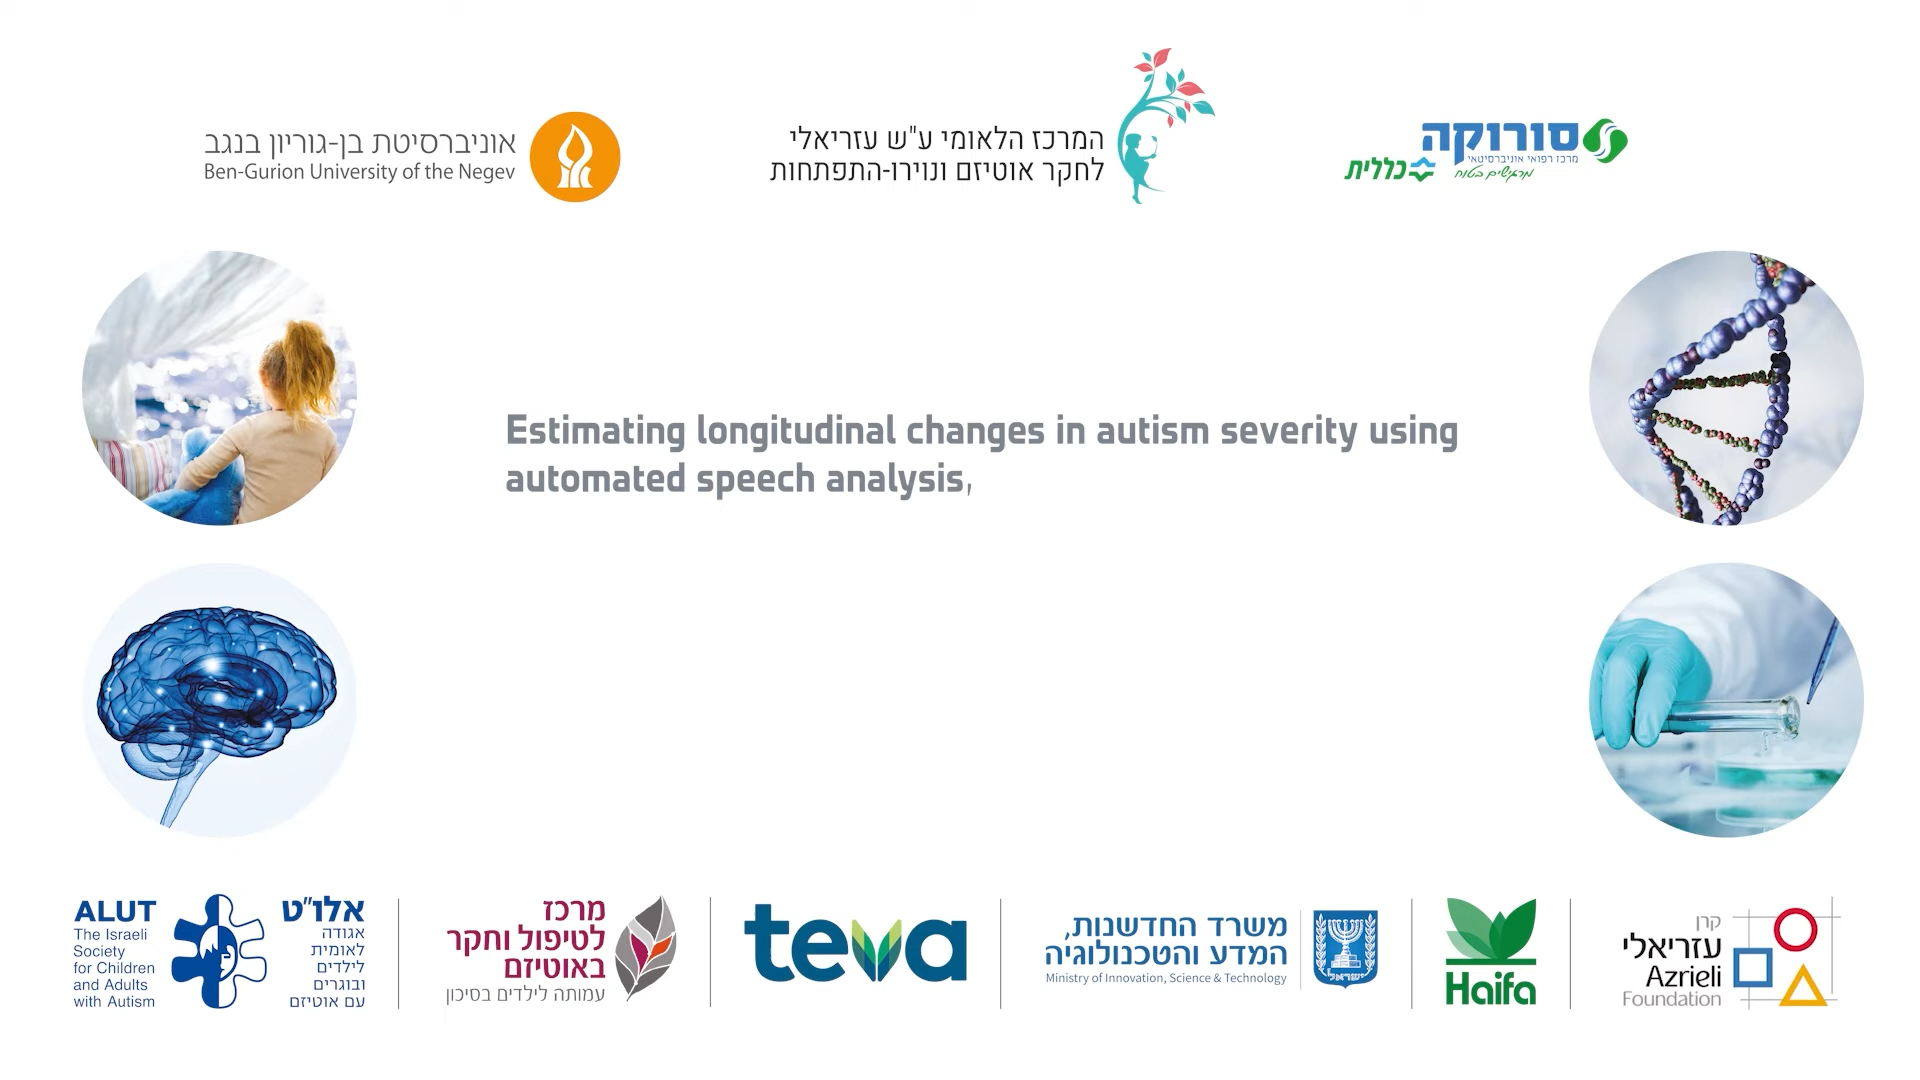 אוניברסיטת בן-גוריון בנגב
Ben-Gurion University of the Negev
המרכז הלאומי ע"ש עזריאלי
לחקר אוטיזם ונוירו-התפתחות
סורוקה
מרכז רפואי אוניברסיטאי
כללית
מרגישים בטוח
Estimating longitudinal changes in autism severity using
automated speech analysis,
ALUT
The Israeli
Society
for Children
and Adults
with Autism
אלו"ט
אגודה
לאומית
לילדים
ובוגרים
עם אוטיזם
מרכז
לטיפול וחקר
באוטיזם
עמותה לילדים בסיכון
teva
משרד החדשנות,
המדע והטכנולוגיה
Ministry of Innovation, Science & Technology
ישראל
Haifa
קרן
עזריאלי
Azrieli
Foundation